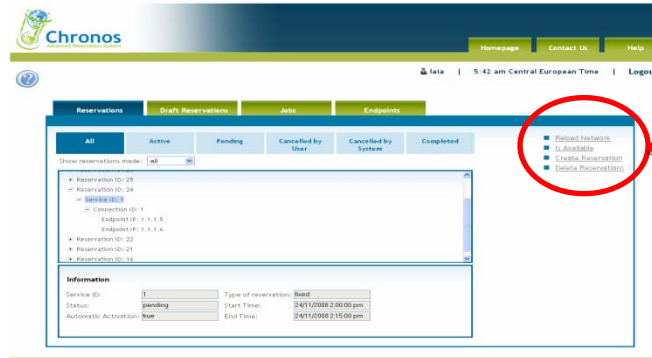 Chronos
Advanced Reservation System
Homepage Contact Us Help
lata | 5:42 am Central European Time | Logou
Reservations Draft Reservations Jobs Endpoints
All Active Pending Cancelled by User Cancelled by System Completed
Show reservations made: all
Reservation ID: 25
Reservation ID: 24
Service ID: 1
Connection ID: 1
Endpoint IP: 1.1.1.5
Endpoint IP: 1.1.1.6
Reservation ID: 22
Reservation ID: 21
Reservation ID: 16
Information
Service ID: 1 Type of reservation: fixed
Status: pending Start Time: 24/11/2008 2:00:00 pm
Automatic Activation: true End Time: 24/11/2008 2:15:00 pm
Reload Network
Is Available
Create Reservation
Delete Reservations